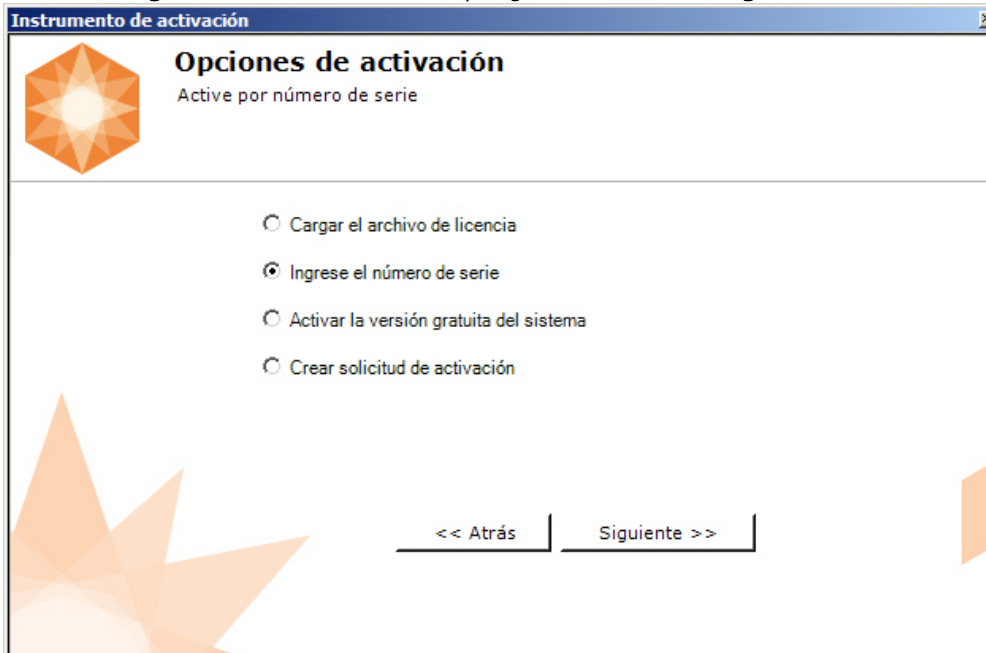 Instrumento de activación
Opciones de activación
Active por número de serie
Cargar el archivo de licencia
Ingrese el número de serie
Activar la versión gratuita del sistema
Crear solicitud de activación
<< Atrás
Siguiente >>